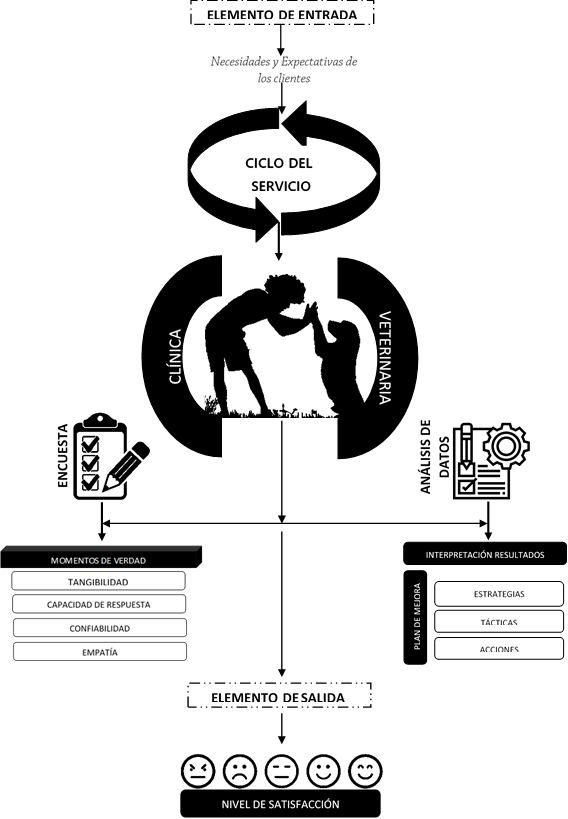 ELEMENTO DE ENTRADA
Necesidades y Expectativas de
los clientes
CICLO DEL
SERVICIO
CLÍNICA
VETERINARIA
ENCUESTA
ANÁLISIS DE
DATOS
MOMENTOS DE VERDAD
TANGIBILIDAD
CAPACIDAD DE RESPUESTA
CONFIABILIDAD
EMPATÍA
INTERPRETACIÓN RESULTADOS
PLAN DE MEJORA
ESTRATEGIAS
TÁCTICAS
ACCIONES
ELEMENTO DE SALIDA
NIVEL DE SATISFACCIÓN